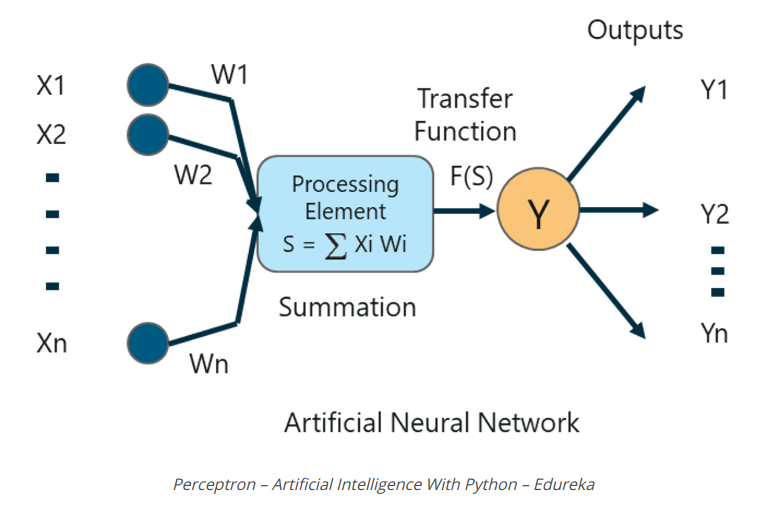 Outputs
X1
W1
Y1
Transfer
Function
X2
W2
F(S)
Processing
Element
S = ∑ Xi Wi
Y
Y2
Summation
Xn
Wn
Yn
Artificial Neural Network
Perceptron – Artificial Intelligence With Python – Edureka